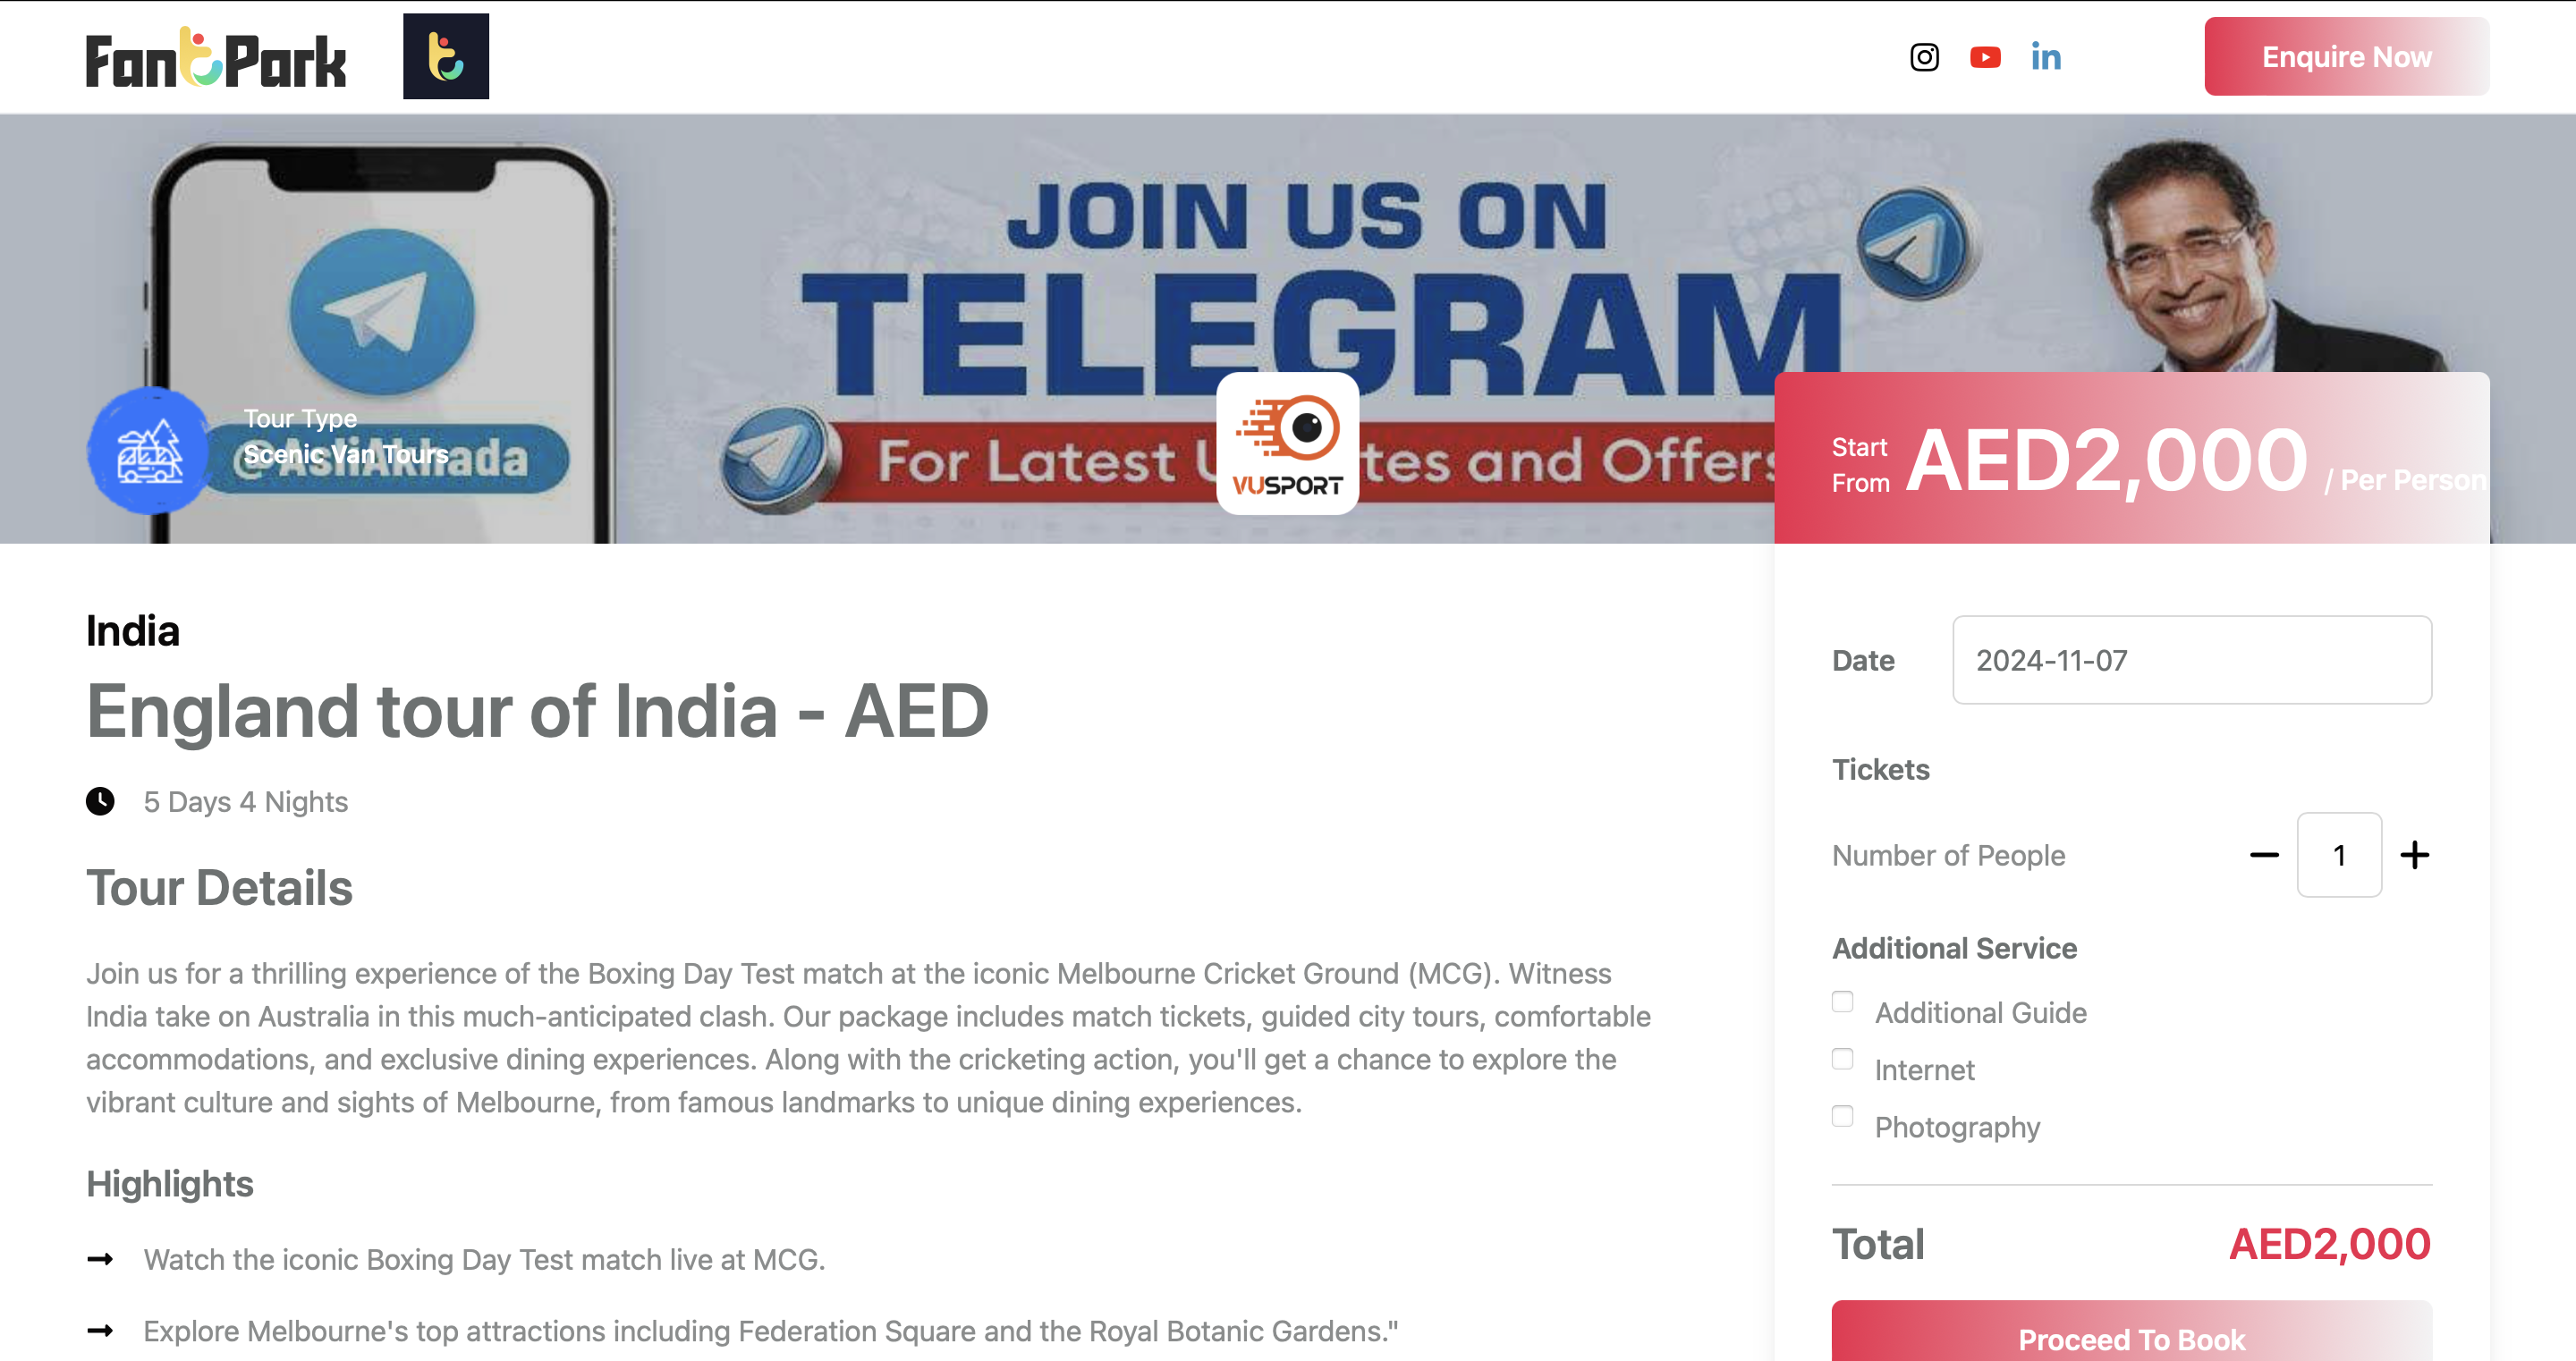 FantPark
Enquire Now
JOIN US ON
TELEGRAM
For Latest
tes and Offers
VUSPORT
Tour Type
Scenic Van Tours
Start
From
AED2,000
/ Per Person
India
England tour of India - AED
5 Days 4 Nights
Tour Details
Join us for a thrilling experience of the Boxing Day Test match at the iconic Melbourne Cricket Ground (MCG). Witness
India take on Australia in this much-anticipated clash. Our package includes match tickets, guided city tours, comfortable
accommodations, and exclusive dining experiences. Along with the cricketing action, you'll get a chance to explore the
vibrant culture and sights of Melbourne, from famous landmarks to unique dining experiences.
Highlights
Watch the iconic Boxing Day Test match live at MCG.
Explore Melbourne's top attractions including Federation Square and the Royal Botanic Gardens."
Date
2024-11-07
Tickets
Number of People
1
Additional Service
Additional Guide
Internet
Photography
Total
AED2,000
Proceed To Book